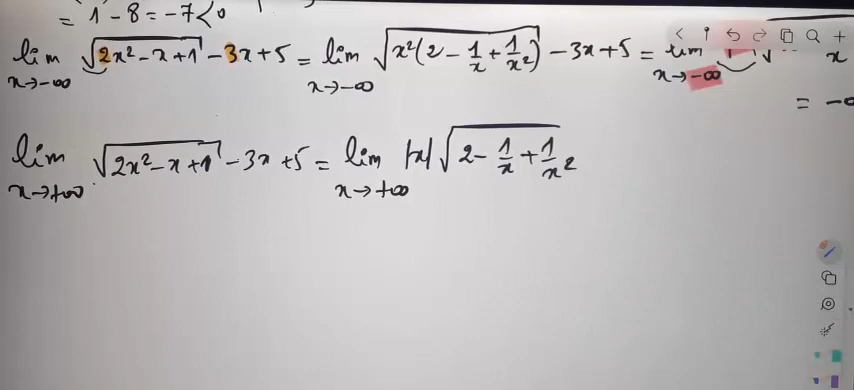 = 1 - 8 = -7 < 0
lim x→-∞ √(2x² - x + 1) - 3x + 5 = lim x→-∞ √(x²(2 - 1/x + 1/x²)) - 3x + 5 = lim x→-∞ √ x
= -∞
lim x→+∞ √(2x² - x + 1) - 3x + 5 = lim x→+∞ |x| √(2 - 1/x + 1/x²)